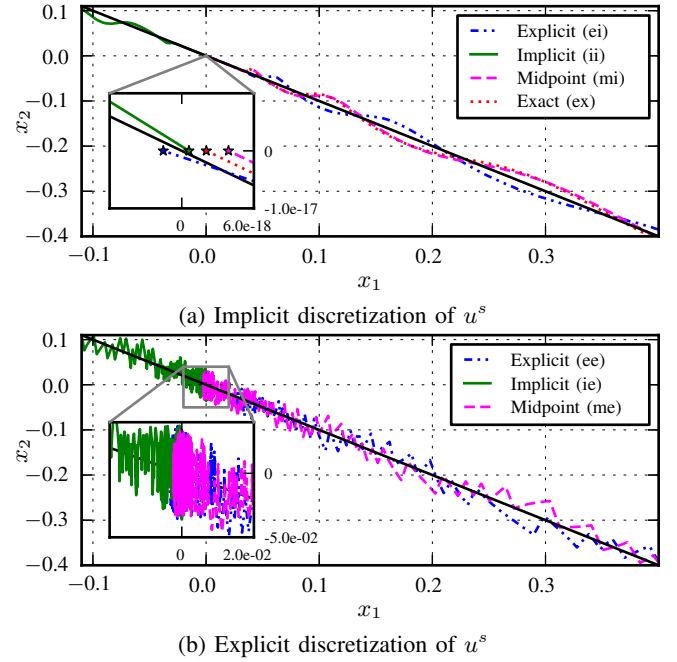 0.1
0.0
−0.1
−0.2
−0.3
−0.4
x2
Explicit (ei)
Implicit (ii)
Midpoint (mi)
Exact (ex)
0
-1.0e-17
0
6.0e-18
−0.1
0.0
0.1
0.2
0.3
x1
(a) Implicit discretization of u^s
0.1
0.0
−0.1
−0.2
−0.3
−0.4
x2
Explicit (ee)
Implicit (ie)
Midpoint (me)
0
-5.0e-02
0
2.0e-02
−0.1
0.0
0.1
0.2
0.3
x1
(b) Explicit discretization of u^s